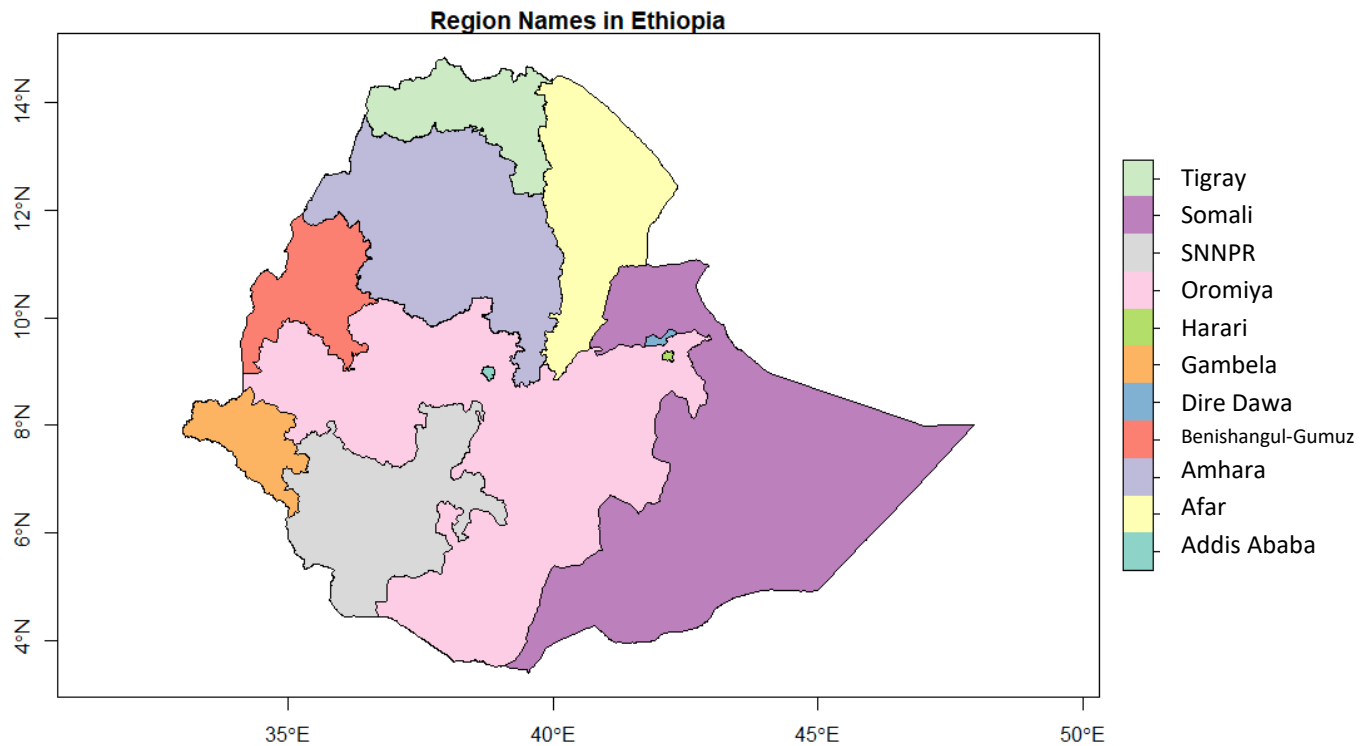 Region Names in Ethiopia
14°N
12°N
10°N
8°N
6°N
4°N
35°E
40°E
45°E
50°E
Tigray
Somali
SNNPR
Oromiya
Harari
Gambela
Dire Dawa
Benishangul-Gumuz
Amhara
Afar
Addis Ababa